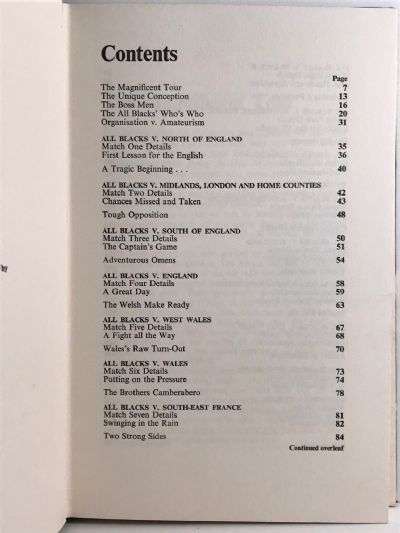 Contents
Page
The Magnificent Tour 7
The Unique Conception 13
The Boss Men 16
The All Blacks' Who's Who 20
Organisation v. Amateurism 31
ALL BLACKS V. NORTH OF ENGLAND
Match One Details 35
First Lesson for the English 36
A Tragic Beginning . . . 40
ALL BLACKS V. MIDLANDS, LONDON AND HOME COUNTIES
Match Two Details 42
Chances Missed and Taken 43
Tough Opposition 48
ALL BLACKS V. SOUTH OF ENGLAND
Match Three Details 50
The Captain's Game 51
Adventurous Omens 54
ALL BLACKS V. ENGLAND
Match Four Details 58
A Great Day 59
The Welsh Make Ready 63
ALL BLACKS V. WEST WALES
Match Five Details 67
A Fight all the Way 68
Wales's Raw Turn-Out 70
ALL BLACKS V. WALES
Match Six Details 73
Putting on the Pressure 74
The Brothers Camberabero 78
ALL BLACKS V. SOUTH-EAST FRANCE
Match Seven Details 81
Swinging in the Rain 82
Two Strong Sides 84
Continued overleaf
by